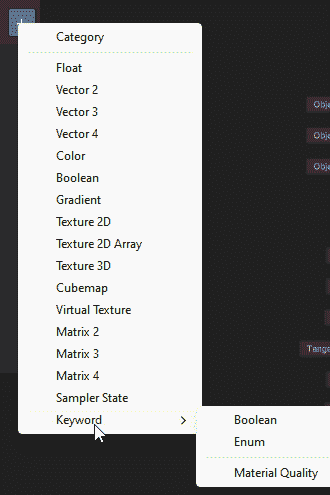 Category
Float
Vector 2
Vector 3
Vector 4
Color
Boolean
Gradient
Texture 2D
Texture 2D Array
Texture 3D
Cubemap
Virtual Texture
Matrix 2
Matrix 3
Matrix 4
Sampler State
Keyword
Boolean
Enum
Material Quality
Obje
Obje
Obje
Tange